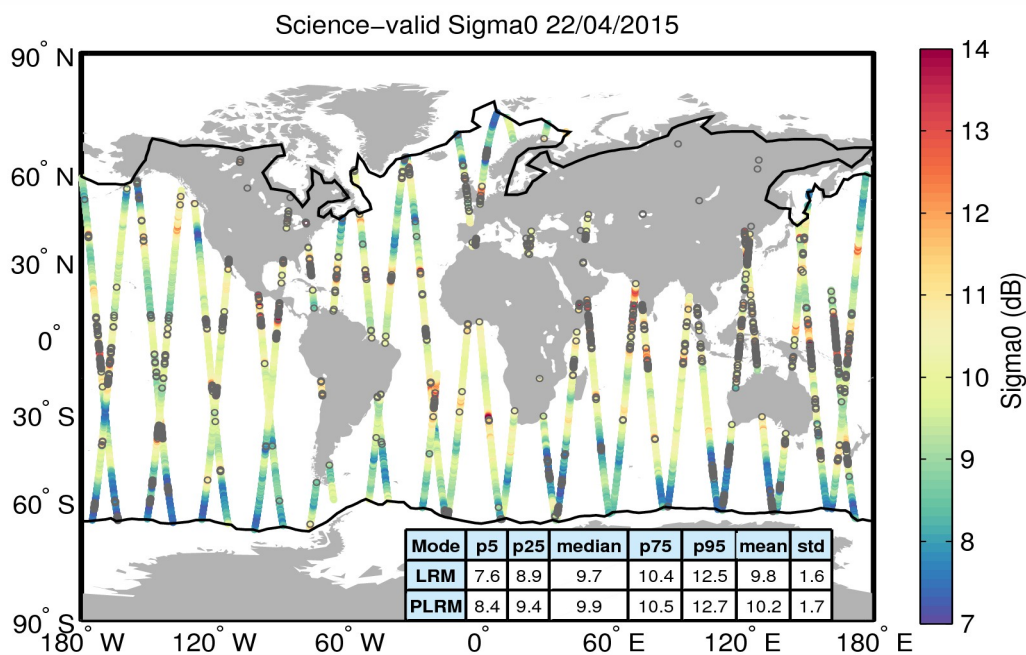 Science−valid Sigma0 22/04/2015
90° N
60° N
30° N
0°
30° S
60° S
90° S
180° W
120° W
60° W
0°
60° E
120° E
180° E
14
13
12
11
10
9
8
7
Sigma0 (dB)
Mode p5 p25 median p75 p95 mean std
LRM 7.6 8.9 9.7 10.4 12.5 9.8 1.6
PLRM 8.4 9.4 9.9 10.5 12.7 10.2 1.7